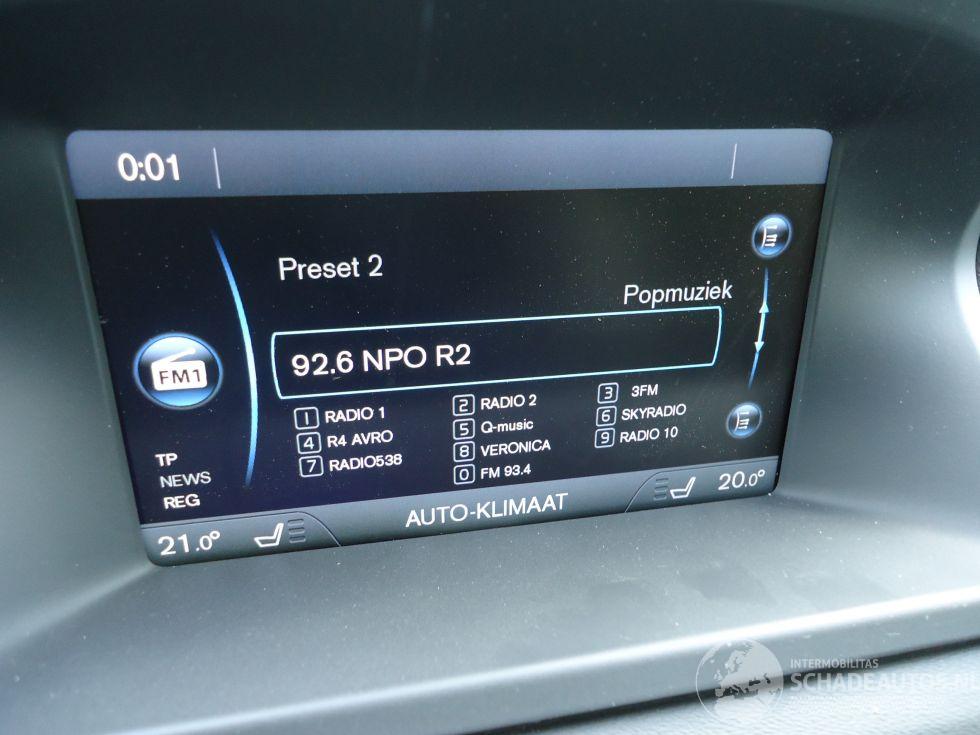 0:01
Preset 2
Popmuziek
92.6 NPO R2
FM1
1 RADIO 1 2 RADIO 2 3 3FM
4 R4 AVRO 5 Q-music 6 SKYRADIO
7 RADIO538 8 VERONICA 9 RADIO 10
0 FM 93.4
TP
NEWS
REG
21.0° AUTO-KLIMAAT 20.0°
INTERMOBILITAS
SCHADEAUTOS.NL